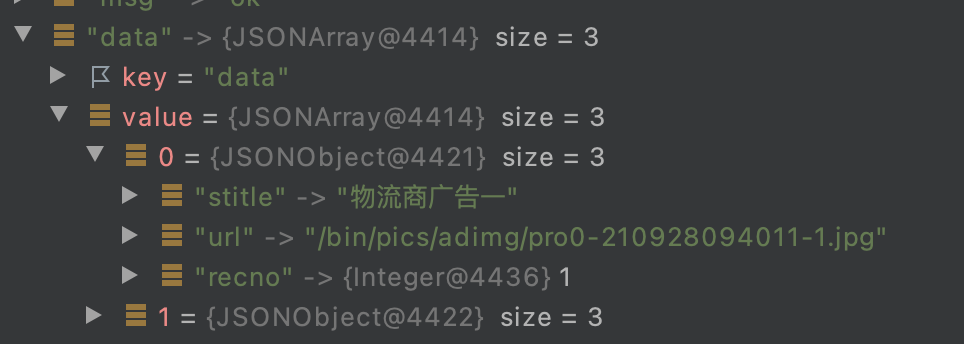 "msg" -> "ok"
"data" -> {JSONArray@4414} size = 3
key = "data"
value = {JSONArray@4414} size = 3
0 = {JSONObject@4421} size = 3
"stitle" -> "物流商广告一"
"url" -> "/bin/pics/adimg/pro0-210928094011-1.jpg"
"recno" -> {Integer@4436} 1
1 = {JSONObject@4422} size = 3